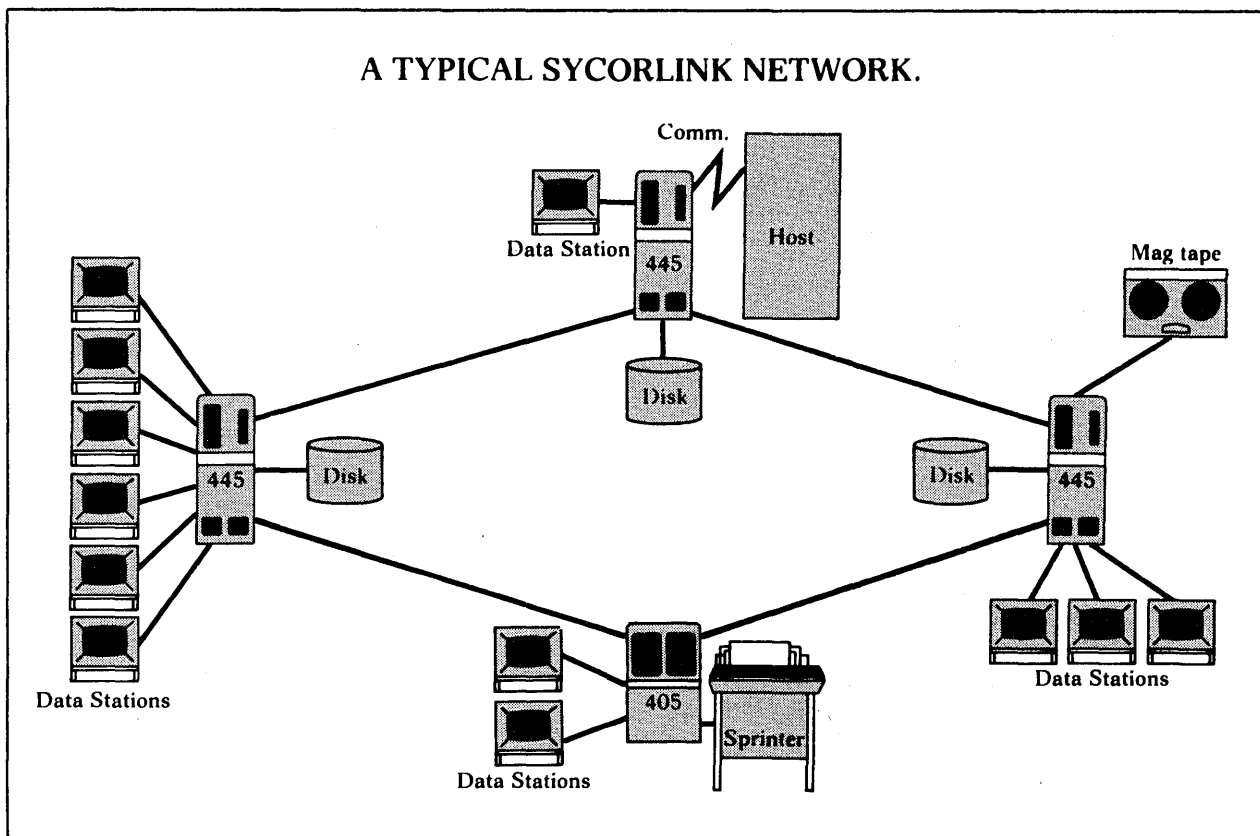 A TYPICAL SYCORLINK NETWORK.
Comm.
Data Station
445
Host
Disk
Mag tape
445
Disk
Data Stations
Disk
445
Data Stations
405
Sprinter
Data Stations